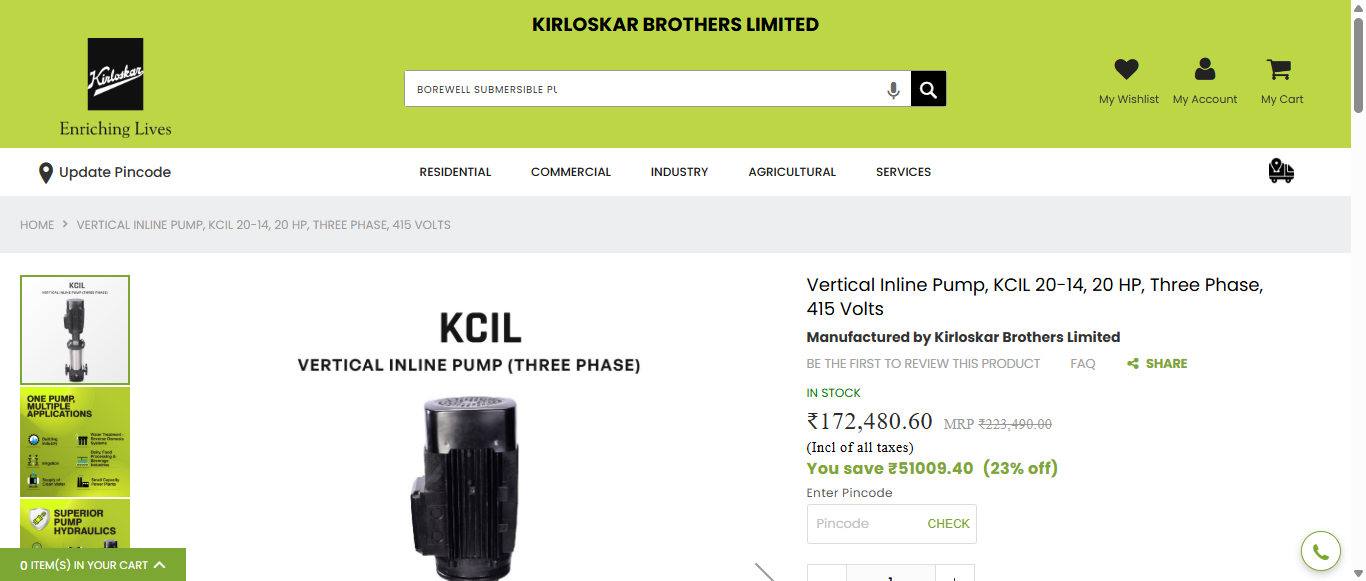 KIRLOSKAR BROTHERS LIMITED
Kirloskar
Enriching Lives
BOREWELL SUBMERSIBLE PU
My Wishlist
My Account
My Cart
Update Pincode
RESIDENTIAL
COMMERCIAL
INDUSTRY
AGRICULTURAL
SERVICES
HOME > VERTICAL INLINE PUMP, KCIL 20-14, 20 HP, THREE PHASE, 415 VOLTS
KCIL
VERTICAL INLINE PUMP (THREE PHASE)
ONE PUMP,
MULTIPLE
APPLICATIONS
Building
Industry
Water Treatment -
Reverse Osmosis
Systems
Irrigation
Dairy, Food
Processing &
Beverage
Industries
Supply of
Clean Water
Small Capacity
Power Plants
SUPERIOR
PUMP
HYDRAULICS
0 ITEM(S) IN YOUR CART
KCIL
VERTICAL INLINE PUMP (THREE PHASE)
Vertical Inline Pump, KCIL 20-14, 20 HP, Three Phase,
415 Volts
Manufactured by Kirloskar Brothers Limited
BE THE FIRST TO REVIEW THIS PRODUCT
FAQ
SHARE
IN STOCK
₹172,480.60 MRP ₹223,490.00
(Incl of all taxes)
You save ₹51009.40 (23% off)
Enter Pincode
Pincode
CHECK